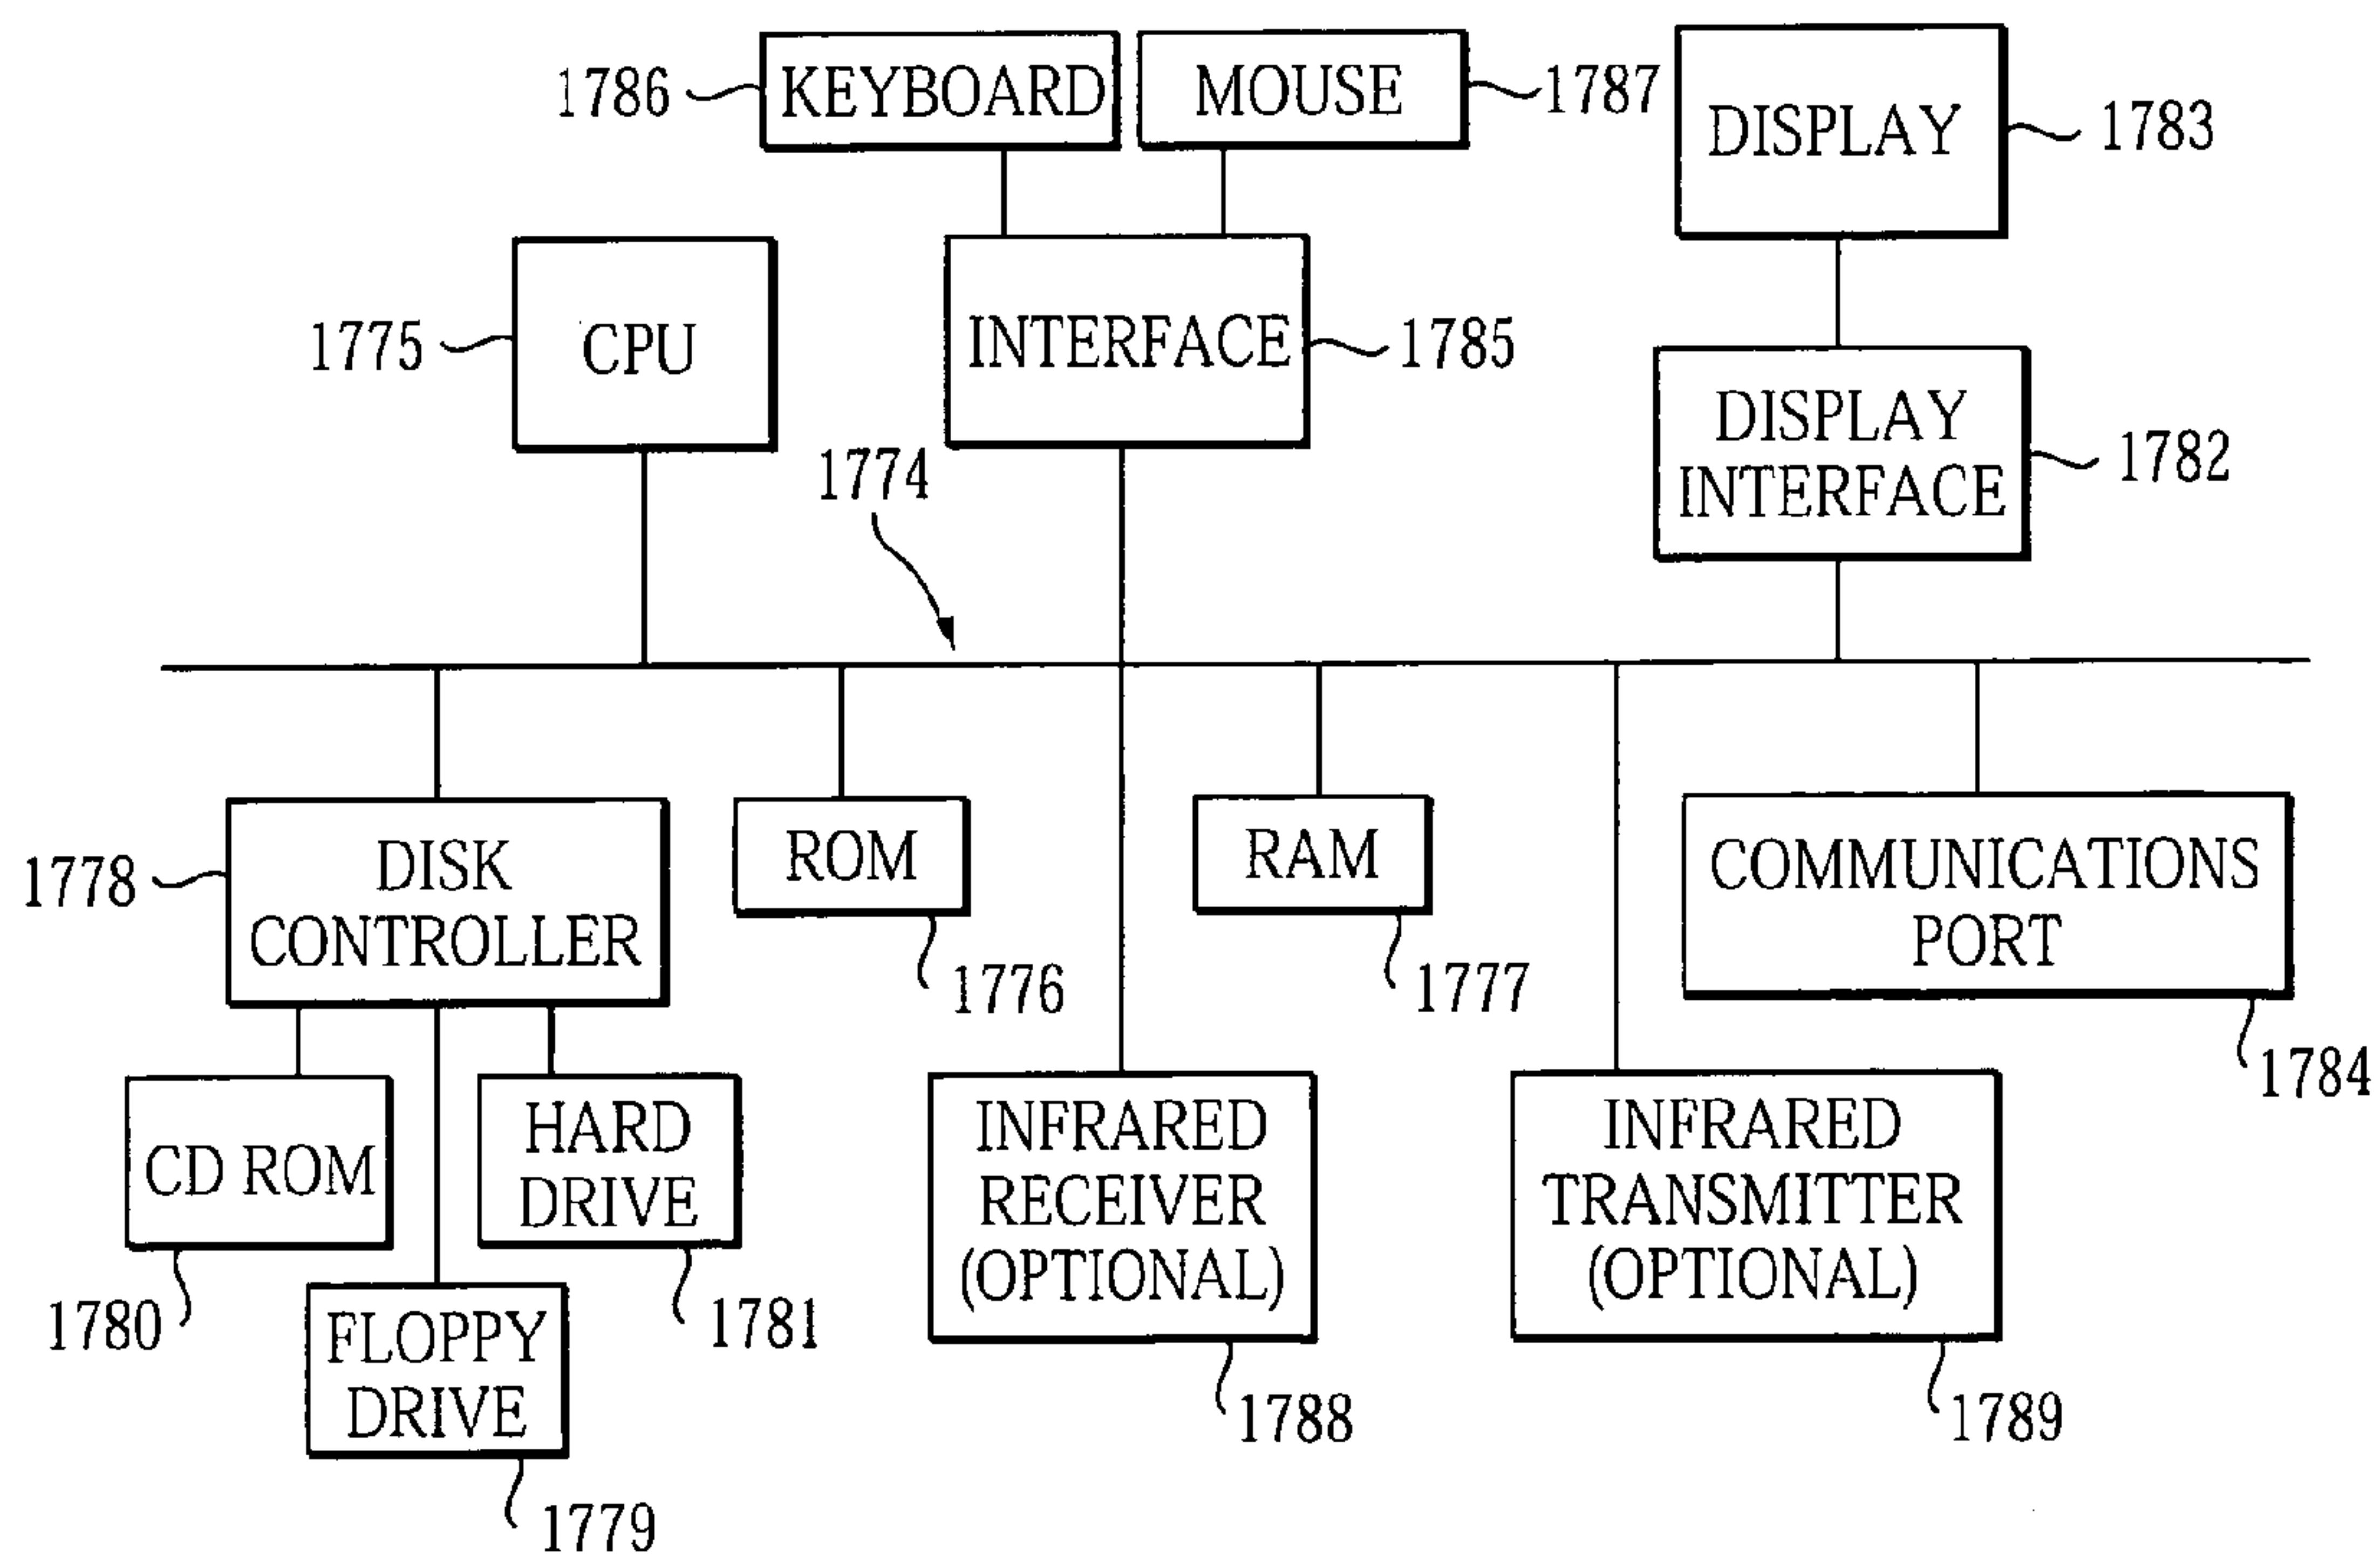 1786
KEYBOARD
MOUSE
1787
DISPLAY
1783
1775
CPU
INTERFACE
1785
DISPLAY
INTERFACE
1782
1774
1778
DISK
CONTROLLER
ROM
1776
RAM
1777
COMMUNICATIONS
PORT
1784
CD ROM
1780
HARD
DRIVE
1781
FLOPPY
DRIVE
1779
INFRARED
RECEIVER
(OPTIONAL)
1788
INFRARED
TRANSMITTER
(OPTIONAL)
1789